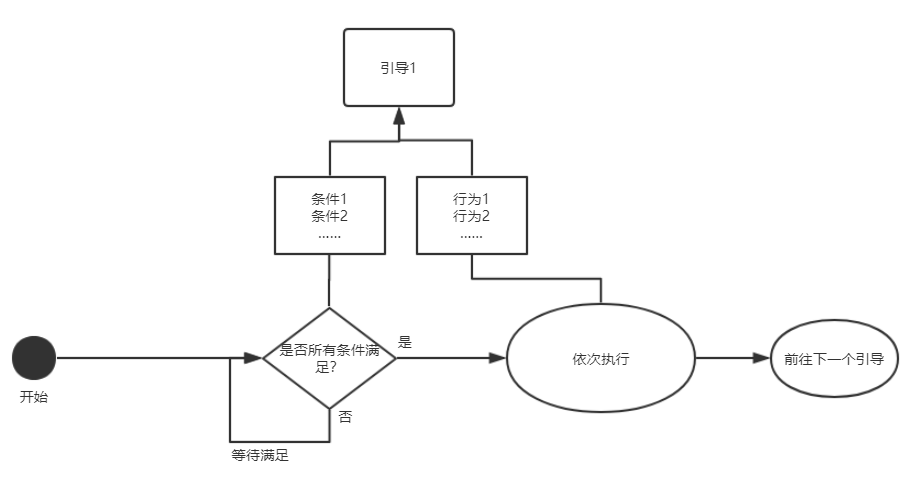 引导1
条件1
条件2
……
行为1
行为2
……
是否所有条件满
足？
是
否
等待满足
开始
依次执行
前往下一个引导